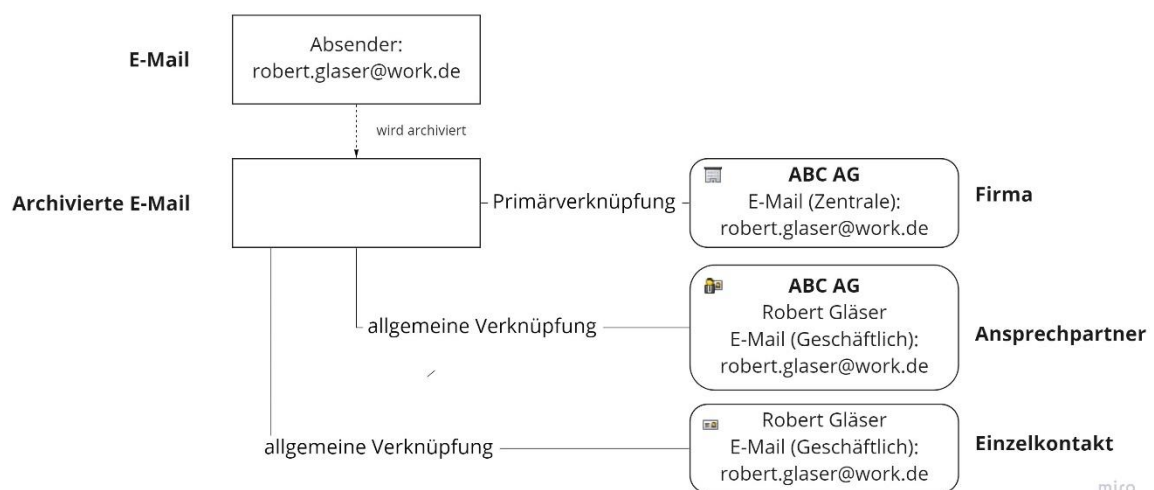 E-Mail
Absender:
robert.glaser@work.de
wird archiviert
Archivierte E-Mail
Primärverknüpfung
ABC AG
E-Mail (Zentrale):
robert.glaser@work.de
Firma
allgemeine Verknüpfung
ABC AG
Robert Gläser
E-Mail (Geschäftlich):
robert.glaser@work.de
Ansprechpartner
allgemeine Verknüpfung
Robert Gläser
E-Mail (Geschäftlich):
robert.glaser@work.de
Einzelkontakt
miro